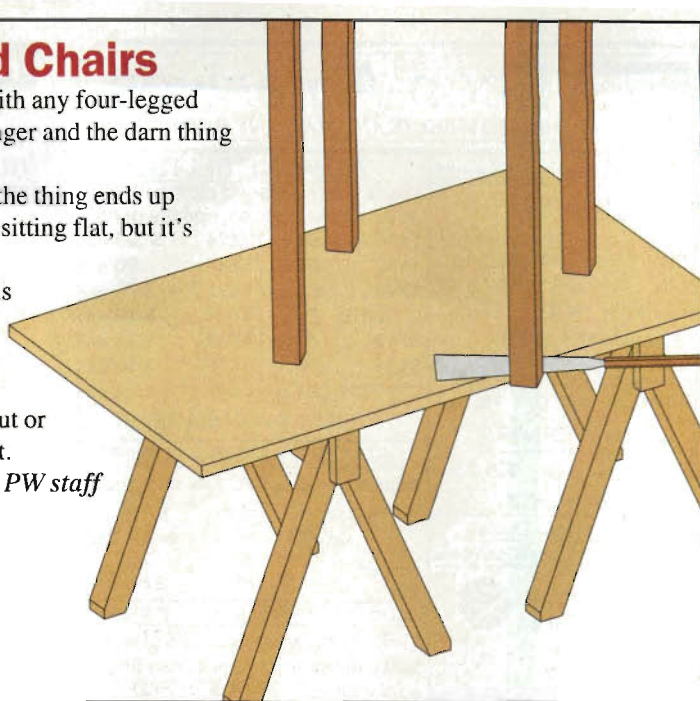 d Chairs
ith any four-legged
ger and the darn thing
the thing ends up
sitting flat, but it's
s
ut or
t.
PW staff